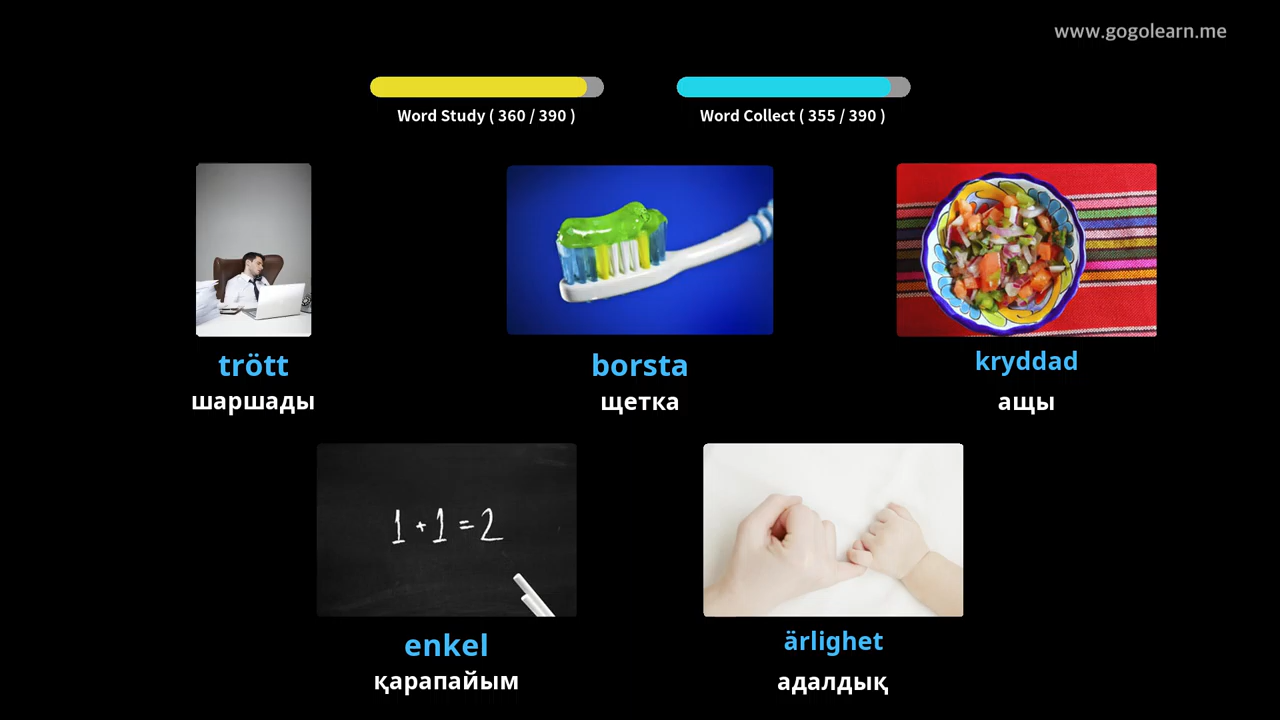 www.gogolearn.me
Word Study ( 360 / 390 )
Word Collect ( 355 / 390 )
trött
шаршады
borsta
щетка
kryddad
ащы
1 + 1 = 2
enkel
қарапайым
ärlighet
адалдық